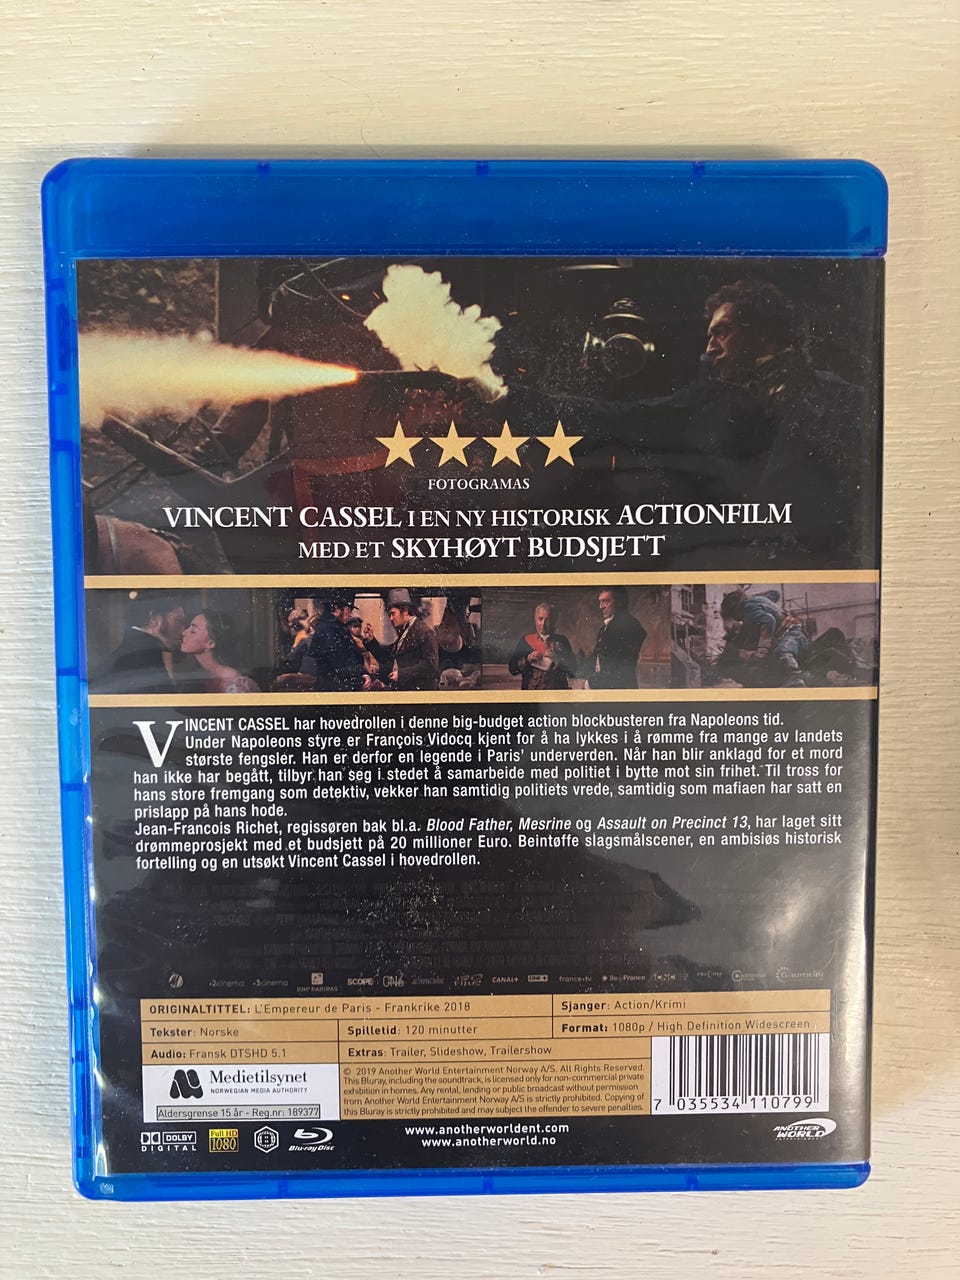 FOTOGRAMAS
VINCENT CASSEL I EN NY HISTORISK ACTIONFILM
MED ET SKYHØYT BUDSJETT
VINCENT CASSEL har hovedrollen i denne big-budget action blockbusteren fra Napoleons tid.
Under Napoleons styre er François Vidocq kjent for å ha lykkes i å rømme fra mange av landets
største fengsler. Han er derfor en legende i Paris' underverden. Når han blir anklagd for et mord
han ikke har begått, tilbyr han seg i stedet å samarbeide med politiet i bytte mot sin frihet. Til tross for
hans store fremgang som detektiv, vekker han samtidig politiets vrede, samtidig som mafiaen har satt en
prislapp på hans hode.
Jean-Francois Richet, regissøren bak bl.a. Blood Father, Mesrine og Assault on Precinct 13, har laget sitt
drømmeprosjekt med et budsjett på 20 millioner Euro. Beintøffe slagsmålscener, en ambisiøs historisk
fortelling og en utsøkt Vincent Cassel i hovedrollen.
BNP PARIBAS SCOPE CANAL+ CINE+ france•tv
ORIGINALTITTEL: L'Empereur de Paris - Frankrike 2018
Sjanger: Action/Krimi
Tekster: Norske
Spilletid: 120 minutter
Format: 1080p / High Definition Widescreen
Audio: Fransk DTSHD 5.1
Extras: Trailer, Slideshow, Trailershow
Medietilsynet
NORWEGIAN MEDIA AUTHORITY
Aldersgrense 15 år - Reg.nr: 189377
© 2019 Another World Entertainment Norway A/S. All Rights Reserved.
This Bluray, including the soundtrack, is licensed only for non-commercial private
exhibition in homes. Any rental, lending or public broadcast without permission
from Another World Entertainment Norway A/S is strictly prohibited. Copying of
this Bluray is strictly prohibited and may subject the offender to severe penalties.
7 035534 110799
DOLBY
DIGITAL
Full HD
1080
Blu-ray Disc
www.anotherworldent.com
www.anotherworld.no
ANOTHER
WORLD
ENTERTAINMENT